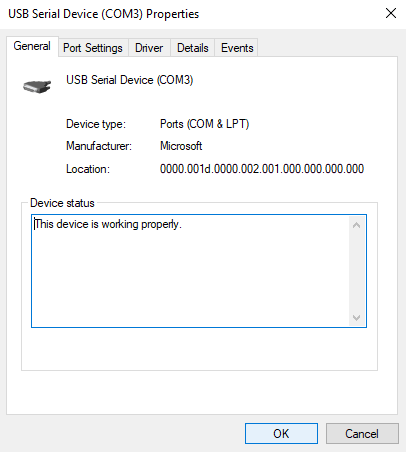 USB Serial Device (COM3) Properties
General Port Settings Driver Details Events
USB Serial Device (COM3)
Device type: Ports (COM & LPT)
Manufacturer: Microsoft
Location: 0000.001d.0000.002.001.000.000.000.000
Device status
This device is working properly.
OK Cancel